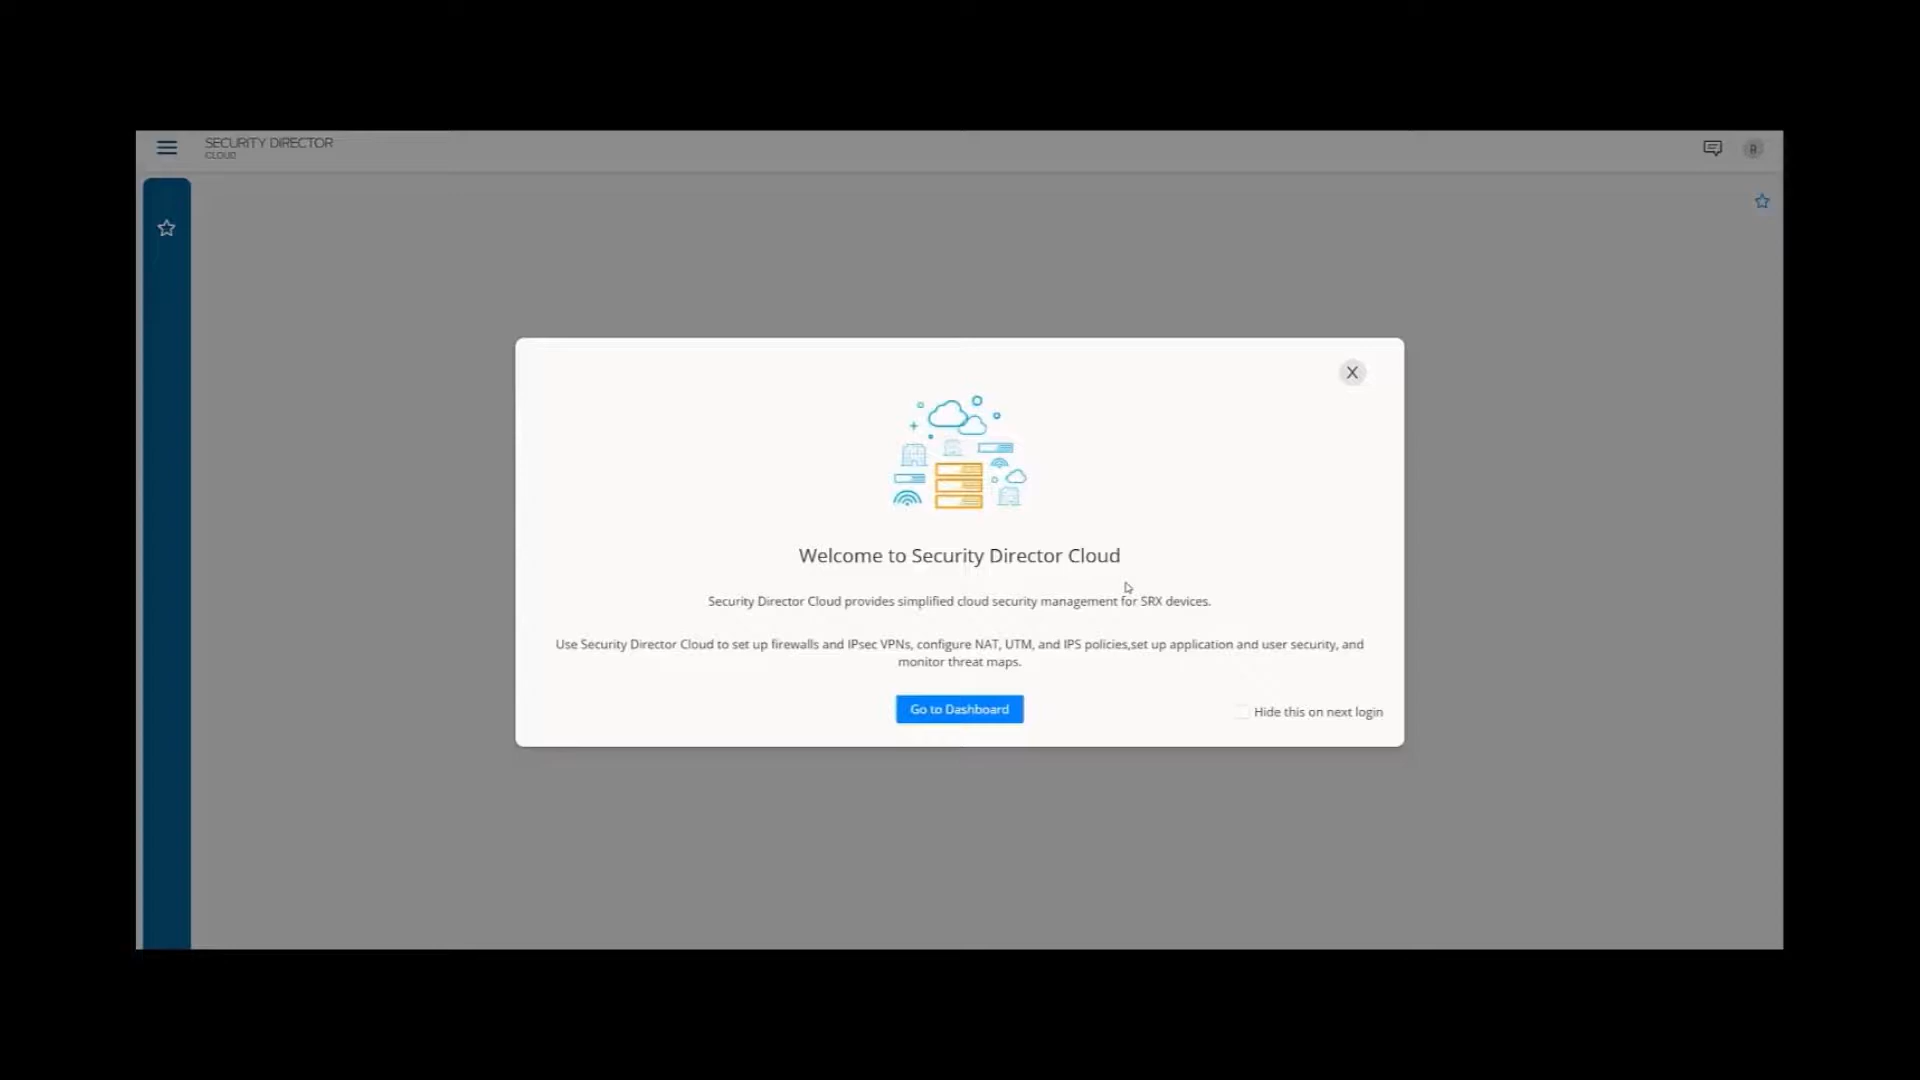 SECURITY DIRECTOR
CLOUD
R
X
Welcome to Security Director Cloud
Security Director Cloud provides simplified cloud security management for SRX devices.
Use Security Director Cloud to set up firewalls and IPsec VPNs, configure NAT, UTM, and IPS policies,set up application and user security, and
monitor threat maps.
Go to Dashboard
Hide this on next login